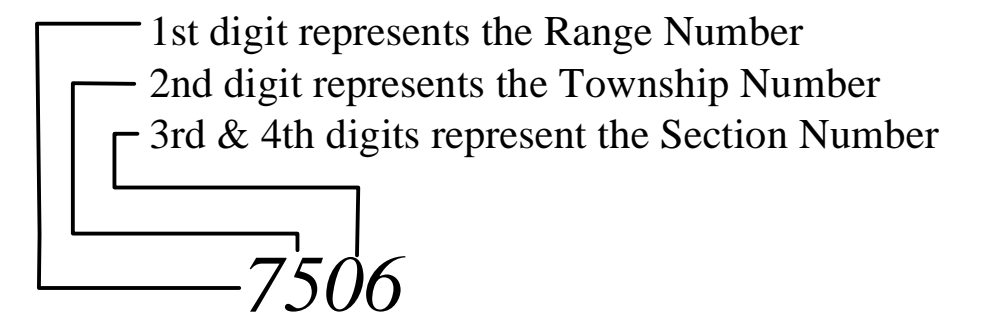 1st digit represents the Range Number
2nd digit represents the Township Number
3rd & 4th digits represent the Section Number
7506